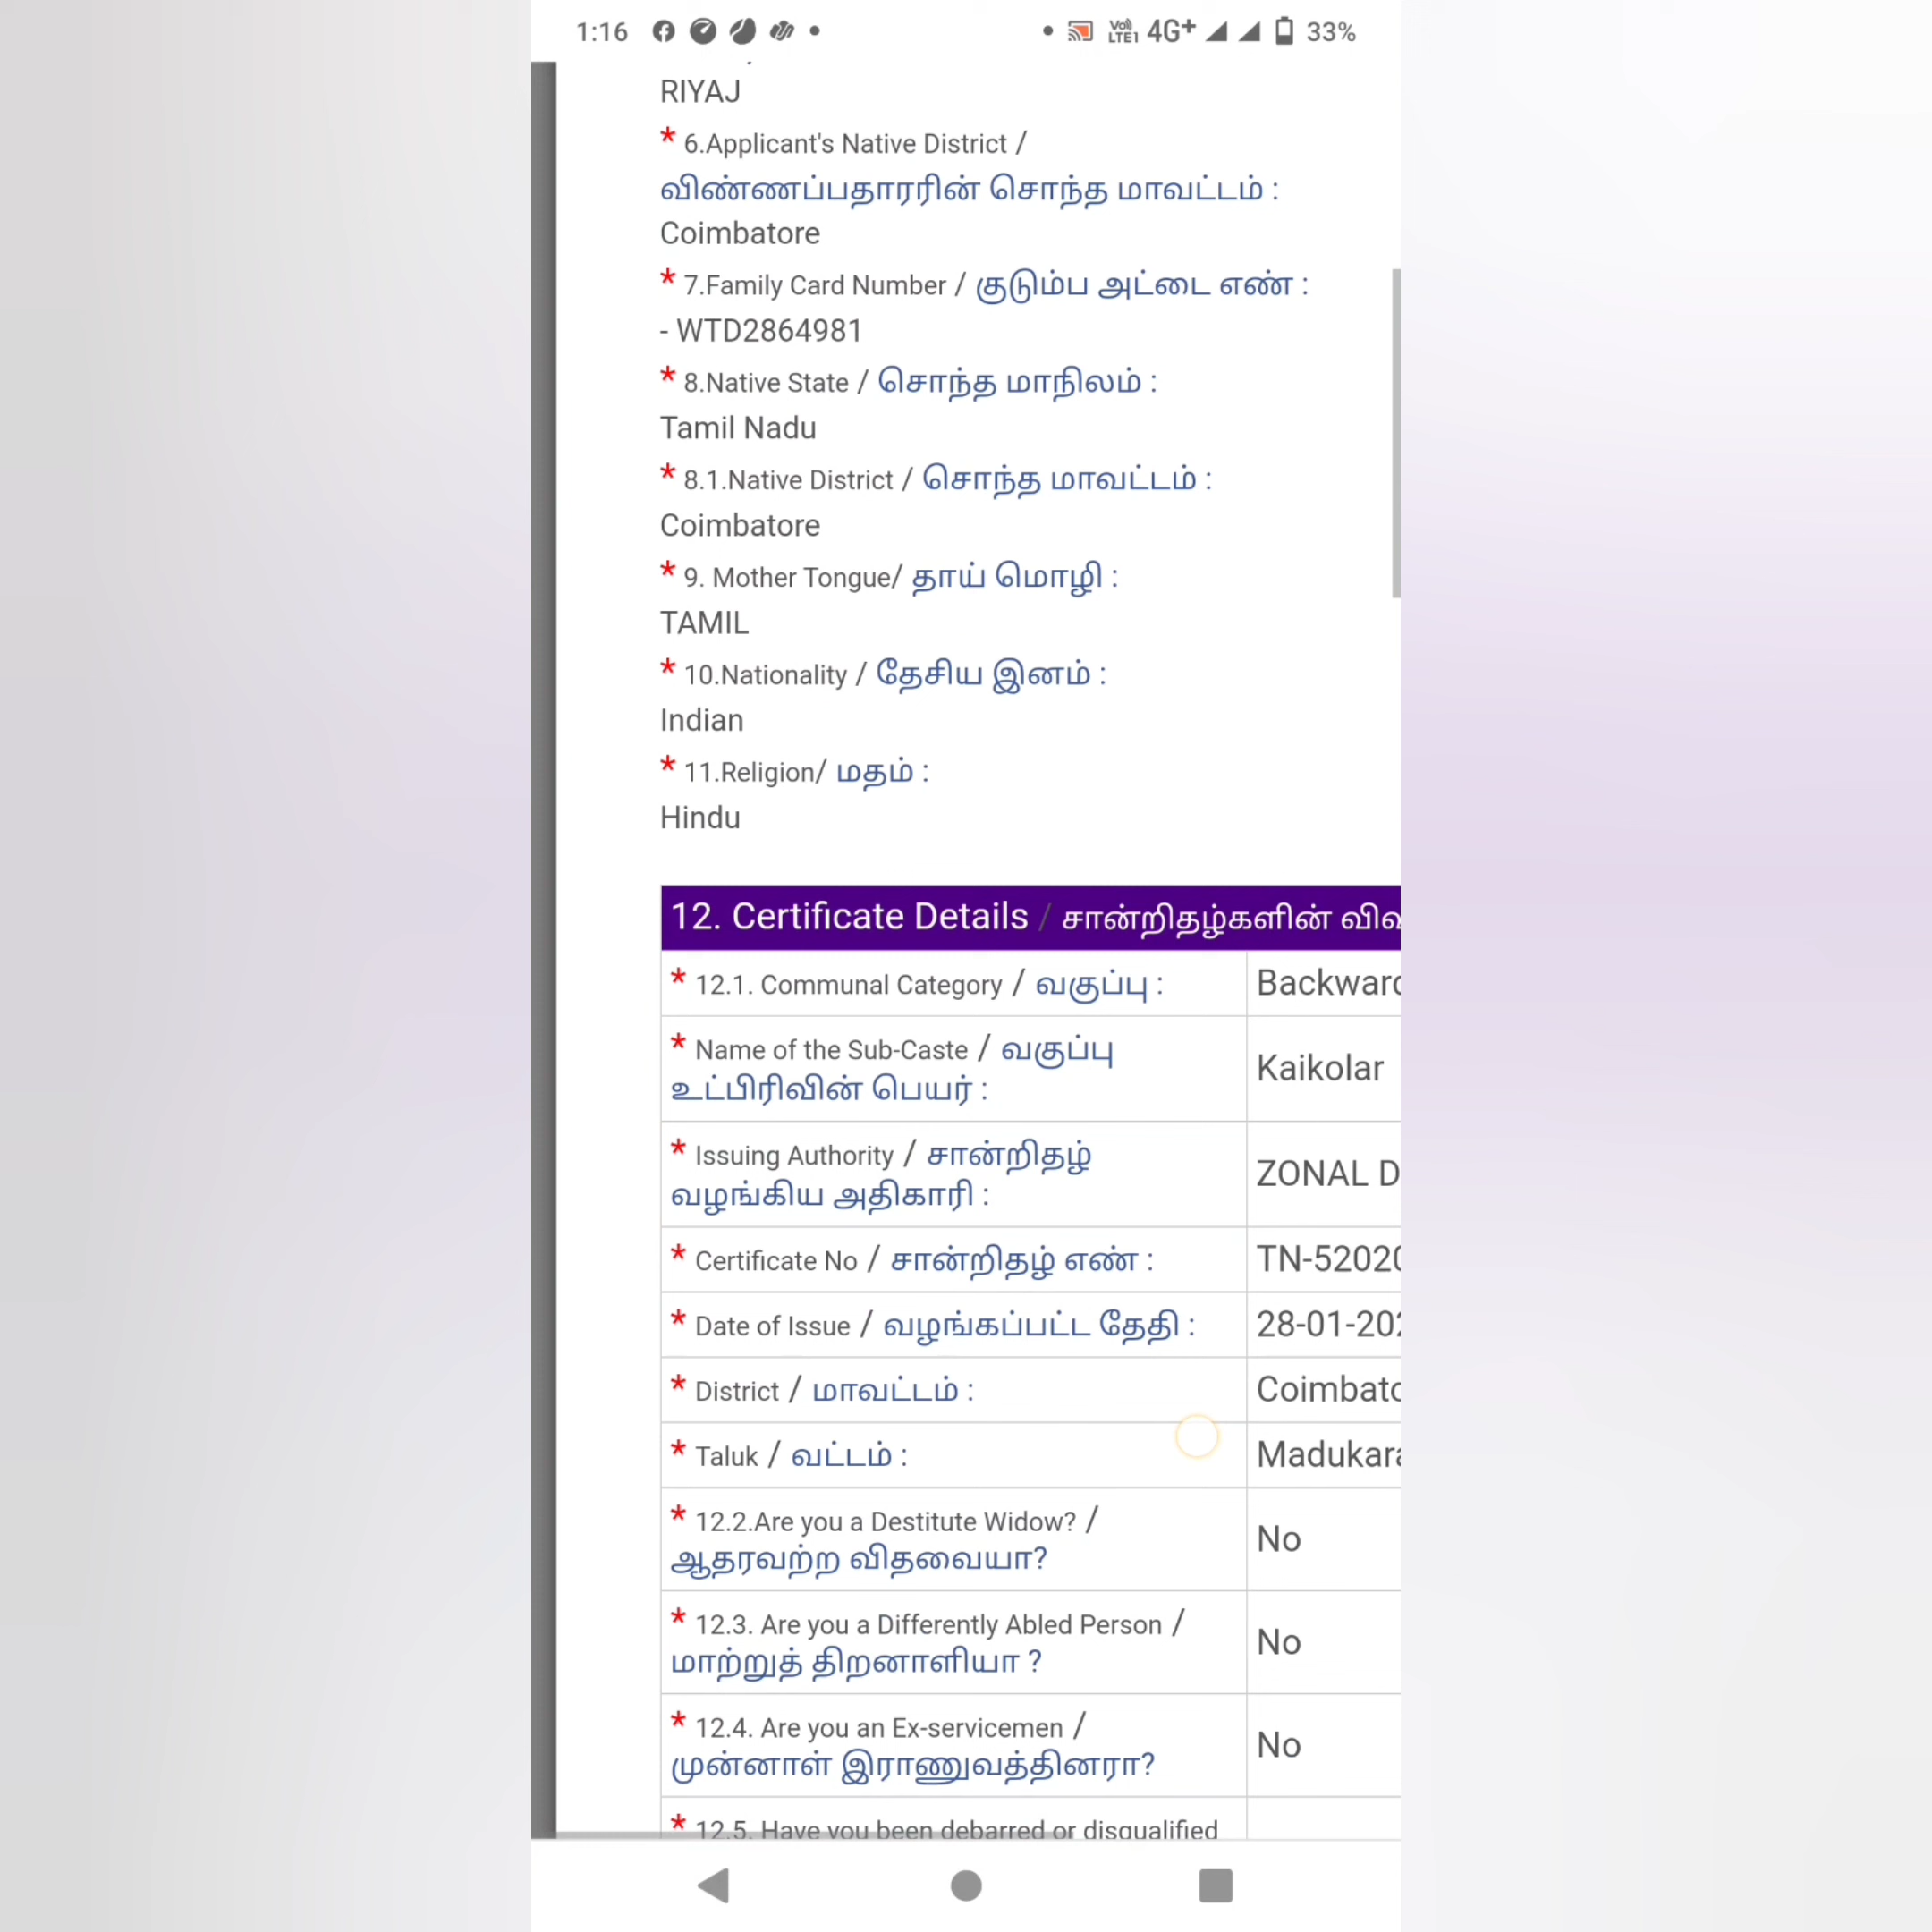 1:16 4G+ 33%
RIYAJ
* 6.Applicant's Native District /
விண்ணப்பதாரரின் சொந்த மாவட்டம் :
Coimbatore
* 7.Family Card Number / குடும்ப அட்டை எண் :
- WTD2864981
* 8.Native State / சொந்த மாநிலம் :
Tamil Nadu
* 8.1.Native District / சொந்த மாவட்டம் :
Coimbatore
* 9. Mother Tongue/ தாய் மொழி :
TAMIL
* 10.Nationality / தேசிய இனம் :
Indian
* 11.Religion/ மதம் :
Hindu
12. Certificate Details / சான்றிதழ்களின்
* 12.1. Communal Category / வகுப்பு :
* Name of the Sub-Caste / வகுப்பு
உட்பிரிவின் பெயர் :
Kaikolar
* Issuing Authority / சான்றிதழ்
வழங்கிய அதிகாரி :
ZONAL
* Certificate No / சான்றிதழ் எண் : TN-52020
* Date of Issue / வழங்கப்பட்ட தேதி : 28-01-202
* District / மாவட்டம் :
* Taluk / வட்டம் :
* 12.2.Are you a Destitute Widow? /
ஆதரவற்ற விதவையா?
No
* 12.3. Are you a Differently Abled Person /
மாற்றுத் திறனாளியா ?
No
* 12.4. Are you an Ex-servicemen /
முன்னாள் இராணுவத்தினரா?
No
* 12.5. Have you been debarred or disqualified